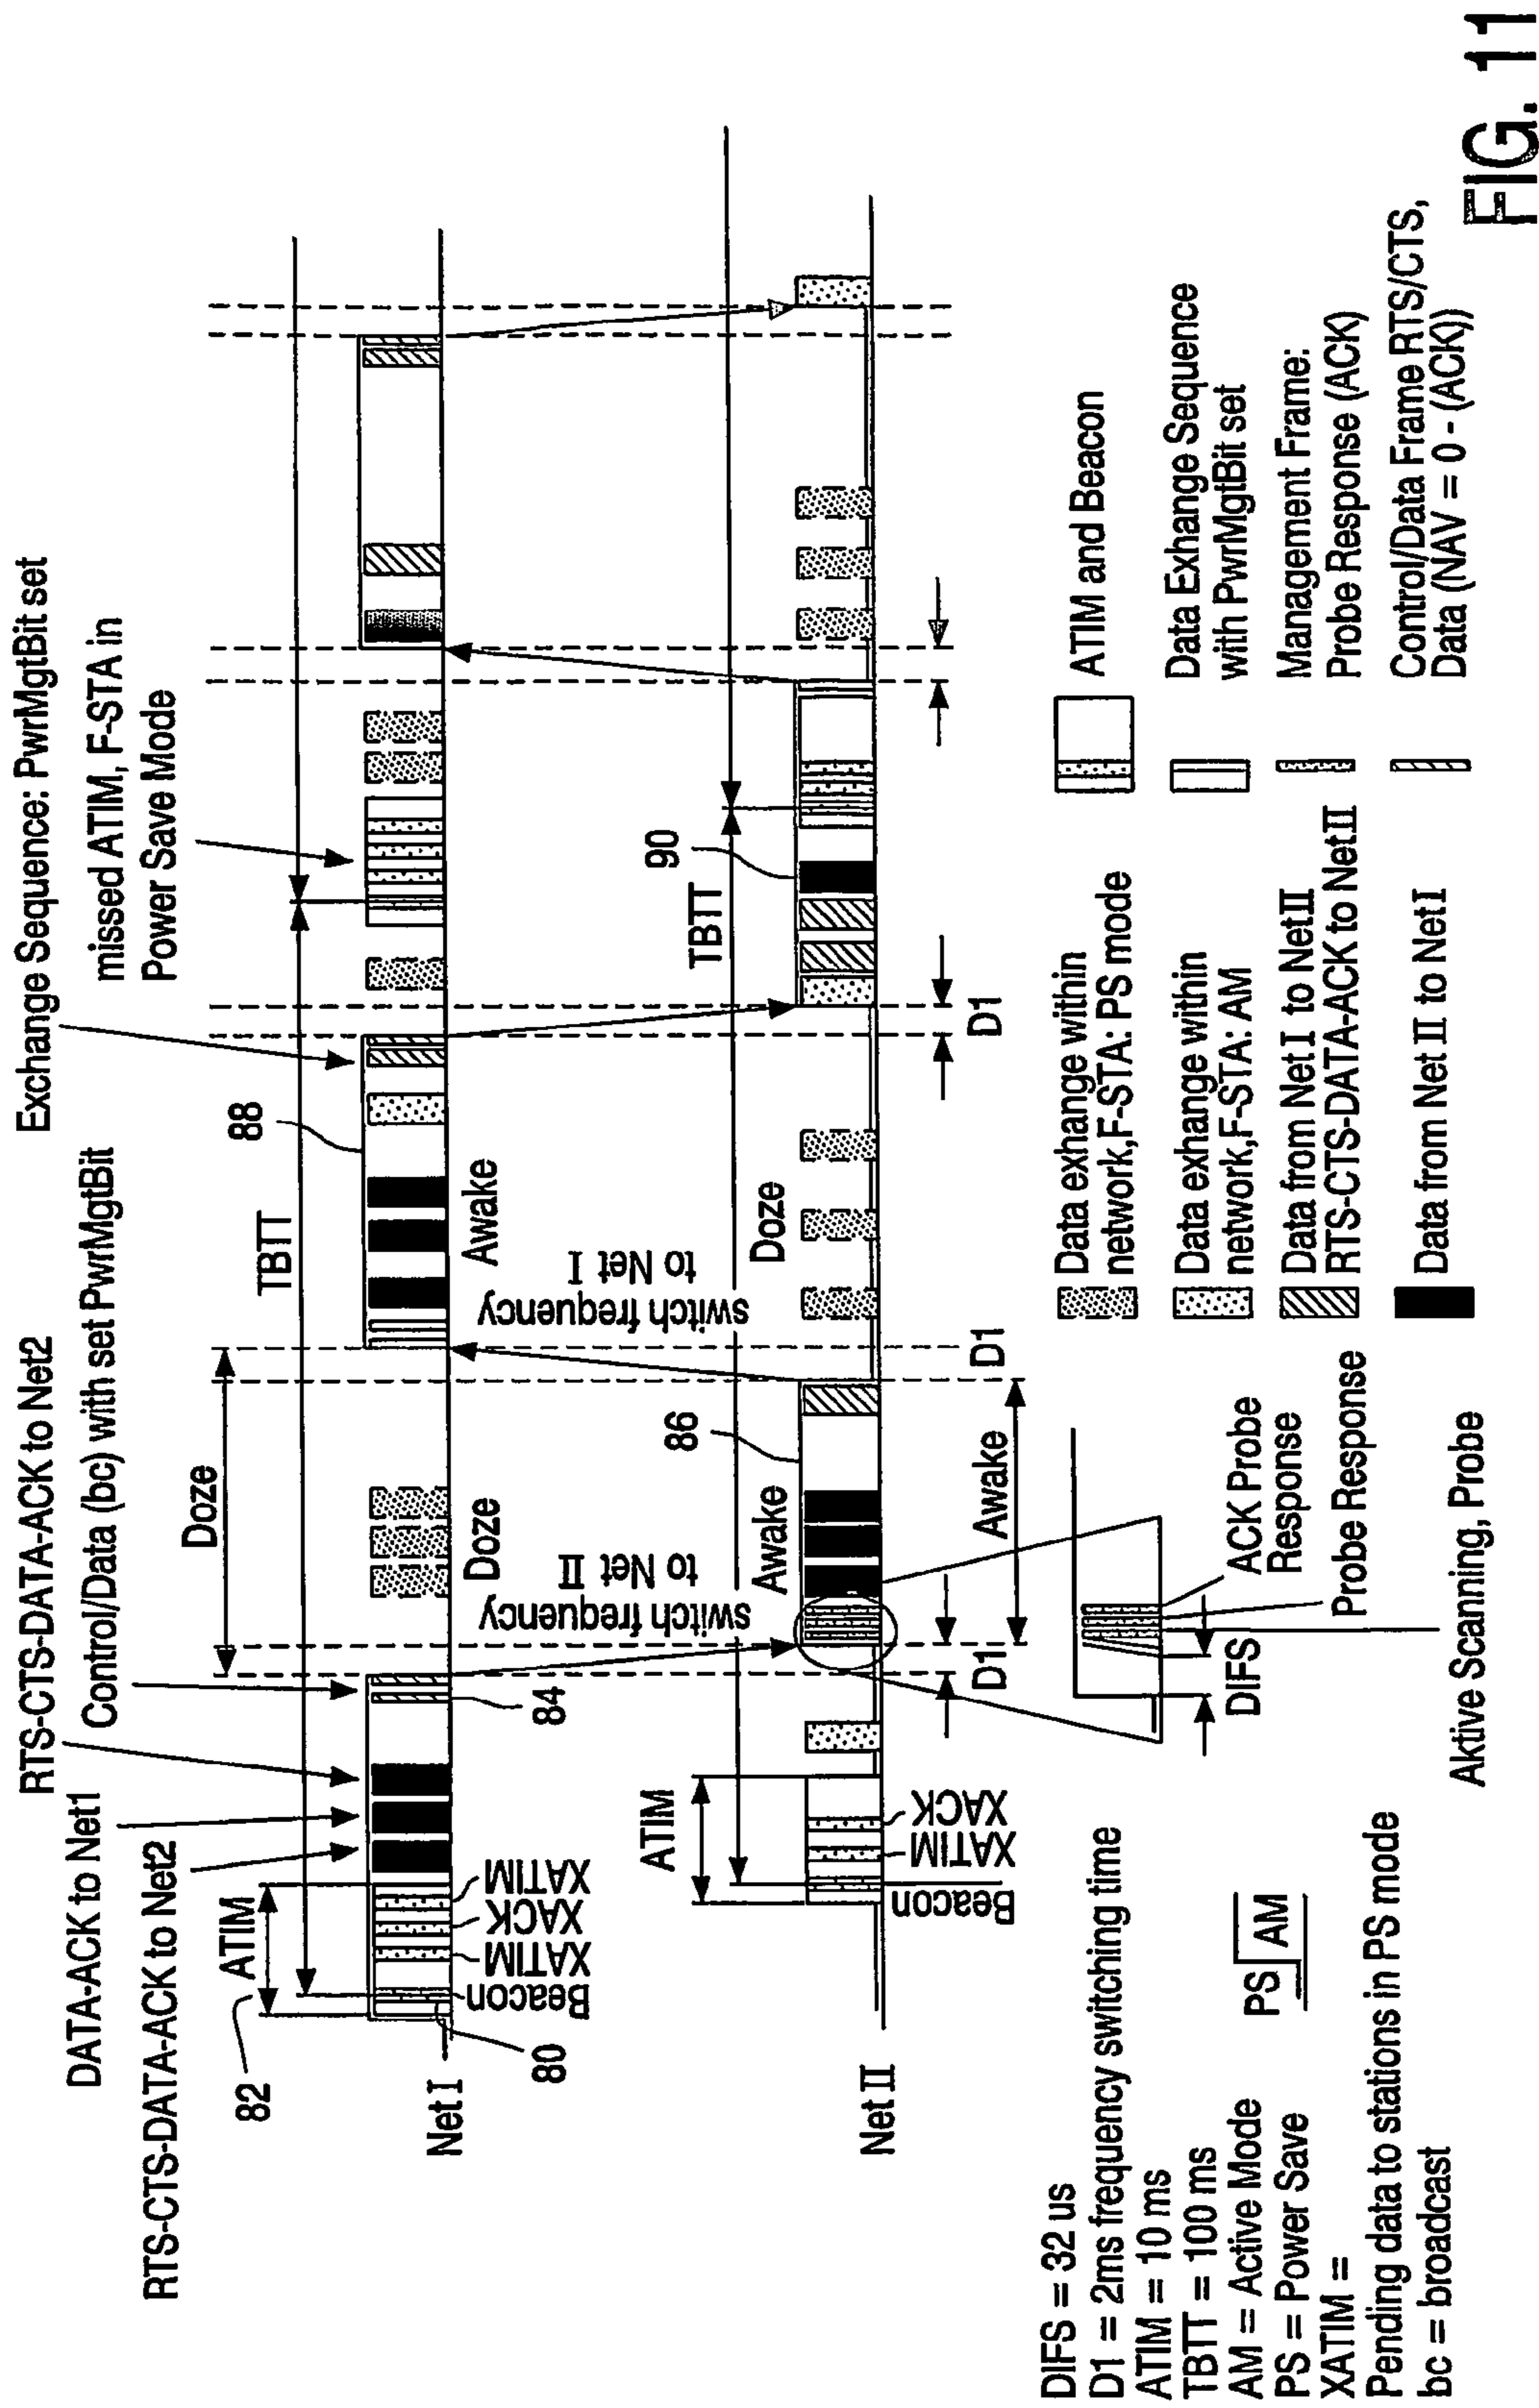 Exchange Sequence: PwrMgtBit set
missed ATIM, F-STA in
Power Save Mode
RTS-CTS-DATA-ACK to Net2
Control/Data (bc) with set PwrMgtBit
DATA-ACK to Net1
RTS-CTS-DATA-ACK to Net2
82
ATIM
Doze
TBTT
88
Net I
80
Beacon
XATIM
XACK
XATIM
84
Doze
Awake
switch frequency
to Net II
switch frequency
to Net I
ATIM
TBTT
86
90
Awake
Doze
Net II
Beacon
XATIM
XACK
D1
Awake
D1
D1
DIFS
ACK Probe
Response
Probe Response
Aktive Scanning, Probe
DIFS = 32 us
D1 = 2ms frequency switching time
ATIM = 10 ms
TBTT = 100 ms
AM = Active Mode
PS = Power Save
XATIM =
Pending data to stations in PS mode
bc = broadcast
PS AM
Data exhange within
network,F-STA: PS mode
Data exhange within
network,F-STA: AM
Data from Net I to Net II
RTS-CTS-DATA-ACK to Net II
Data from Net II to Net I
ATIM and Beacon
Data Exhange Sequence
with PwrMgtBit set
Management Frame:
Probe Response (ACK)
Control/Data Frame RTS/CTS,
Data (NAV = 0 - (ACK))
FIG. 11